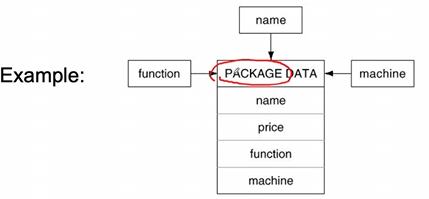 name
Example:
function
PACKAGE DATA
machine
name
price
function
machine